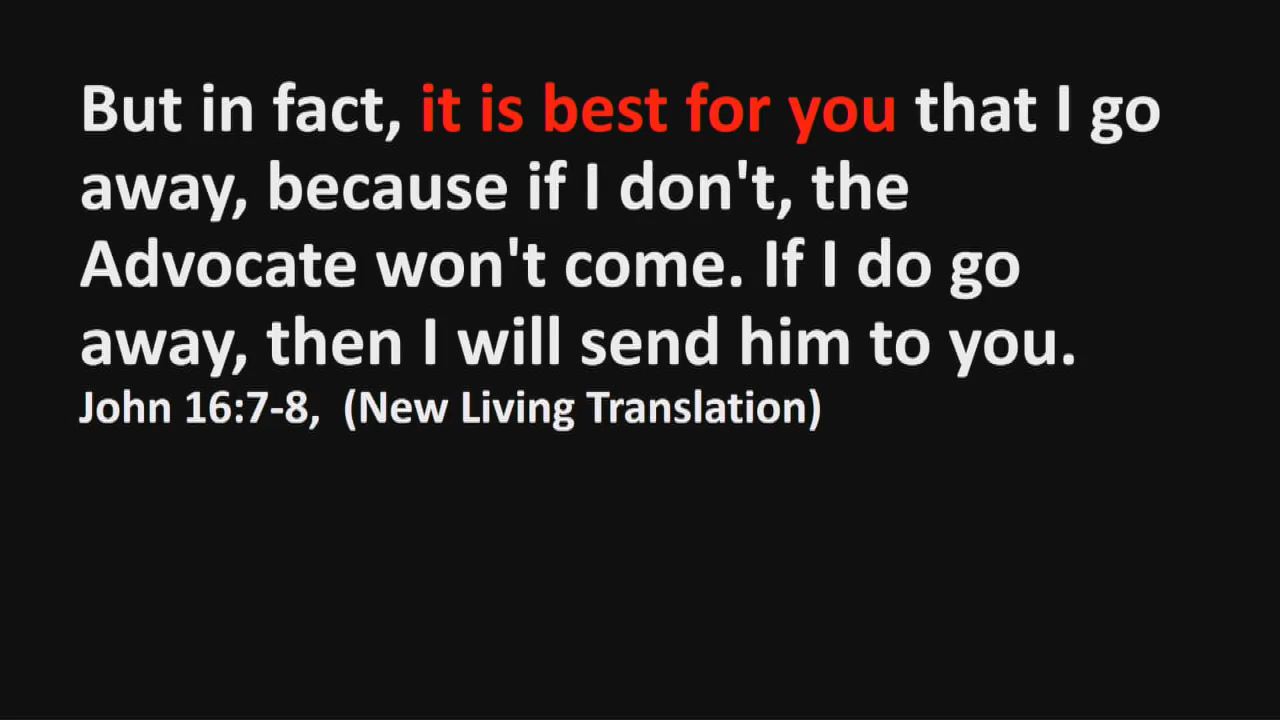 But in fact, it is best for you that I go
away, because if I don't, the
Advocate won't come. If I do go
away, then I will send him to you.
John 16:7-8,  (New Living Translation)